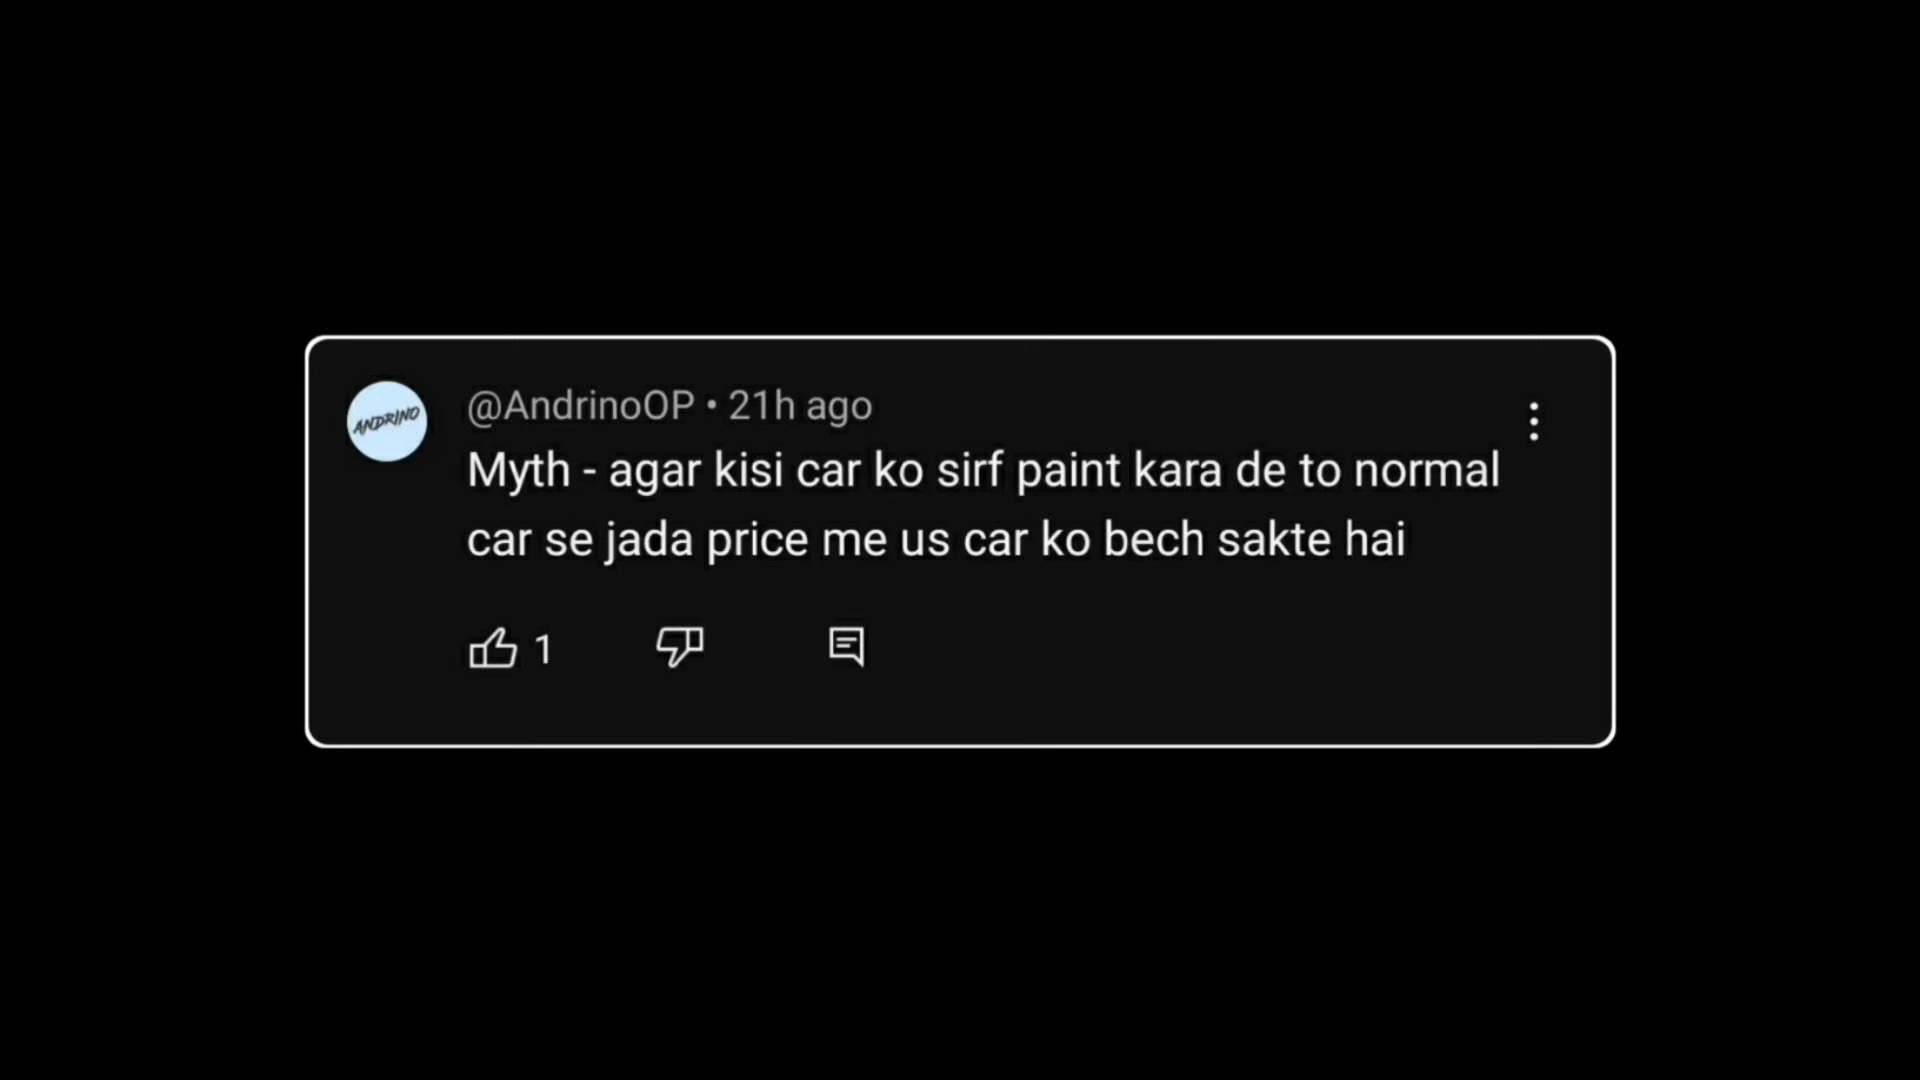 ANDRINO
@AndrinoOP • 21h ago
Myth - agar kisi car ko sirf paint kara de to normal
car se jada price me us car ko bech sakte hai
1